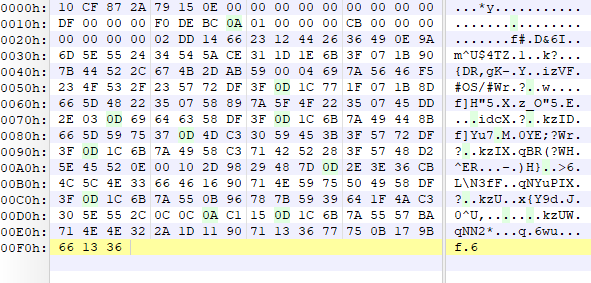 0000h: 10 CF 87 2A 79 15 0E 00 00 00 00 00 00 00 00 00 ...*y...........
0010h: DF 00 00 00 F0 DE BC 0A 01 00 00 00 00 CB 00 00 ................
0020h: 00 00 00 00 02 DD 14 66 23 12 44 26 36 49 0E 9A .......f#.D&6I..
0030h: 6D 5E 55 24 34 54 5A CE 31 1D 1E 6B 3F 07 1B 90 m^U$4TZ.1..k?...
0040h: 7B 44 52 2C 67 4B 2D AB 59 00 04 69 7A 56 46 F5 {DR,gK-.Y..izVF.
0050h: 23 4F 53 2F 23 57 72 DF 3F 0D 1C 77 1F 07 1B 8D #OS/#Wr.?..w....
0060h: 66 5D 48 22 35 07 58 89 7A 5F 4F 22 35 07 45 DD f]H"5.X.z_O"5.E.
0070h: 2E 03 0D 69 64 63 58 DF 3F 0D 1C 6B 7A 49 44 8B ...idcX.?..kzID.
0080h: 66 5D 59 75 37 0D 4D C3 30 59 45 3B 3F 57 72 DF f]Yu7.M.0YE;?Wr.
0090h: 3F 0D 1C 6B 7A 49 58 C3 71 42 52 28 3F 57 48 D2 ?..kzIX.qBR(?WH.
00A0h: 5E 45 52 0E 00 10 2D 98 29 48 7D 0D 2E 3E 36 CB ^ER...-.)H}..>6.
00B0h: 4C 5C 4E 33 66 46 16 90 71 4E 59 75 50 49 58 DF L\N3fF..qNYuPIX.
00C0h: 3F 0D 1C 6B 7A 55 0B 96 78 7B 59 39 64 1F 4A C3 ?..kzU..x{Y9d.J.
00D0h: 30 5E 55 2C 0C 0C 0A C1 15 0D 1C 6B 7A 55 57 BA 0^U,.......kzUW.
00E0h: 71 4E 4E 32 2A 1D 11 90 71 13 36 77 75 0B 17 9B qNN2*...q.6wu...
00F0h: 66 13 36 f.6